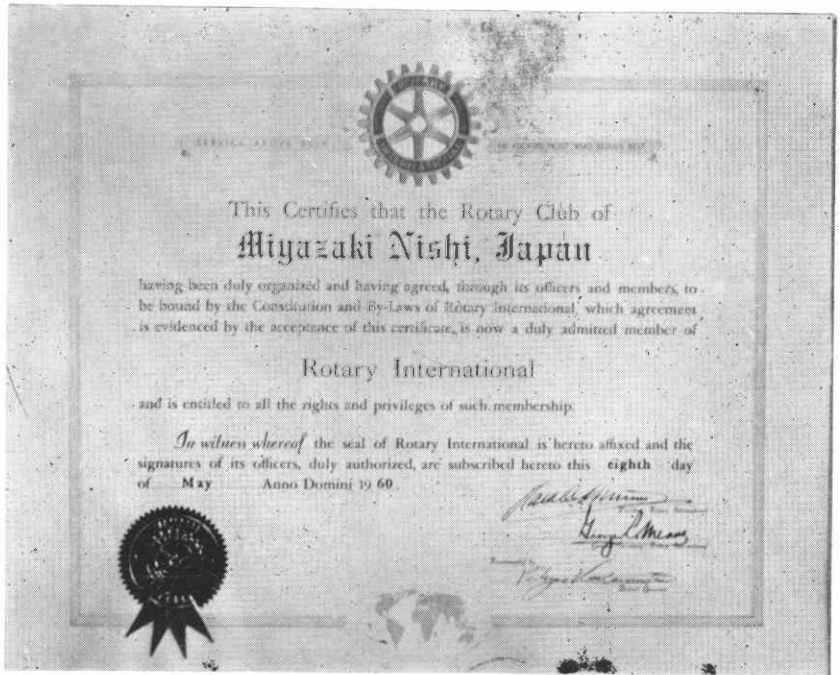 SERVICE ABOVE SELF
This Certifies that the Rotary Club of
Miyazaki Nishi, Japan
having been duly organized and having agreed, through its officers and members, to
be bound by the Constitution and By-Laws of Rotary International, which agreement
is evidenced by the acceptance of this certificate, is now a duly admitted member of
Rotary International
and is entitled to all the rights and privileges of such membership.
In witness whereof the seal of Rotary International is hereto affixed and the
signatures of its officers, duly authorized, are subscribed hereto this eighth day
of May Anno Domini 1960.